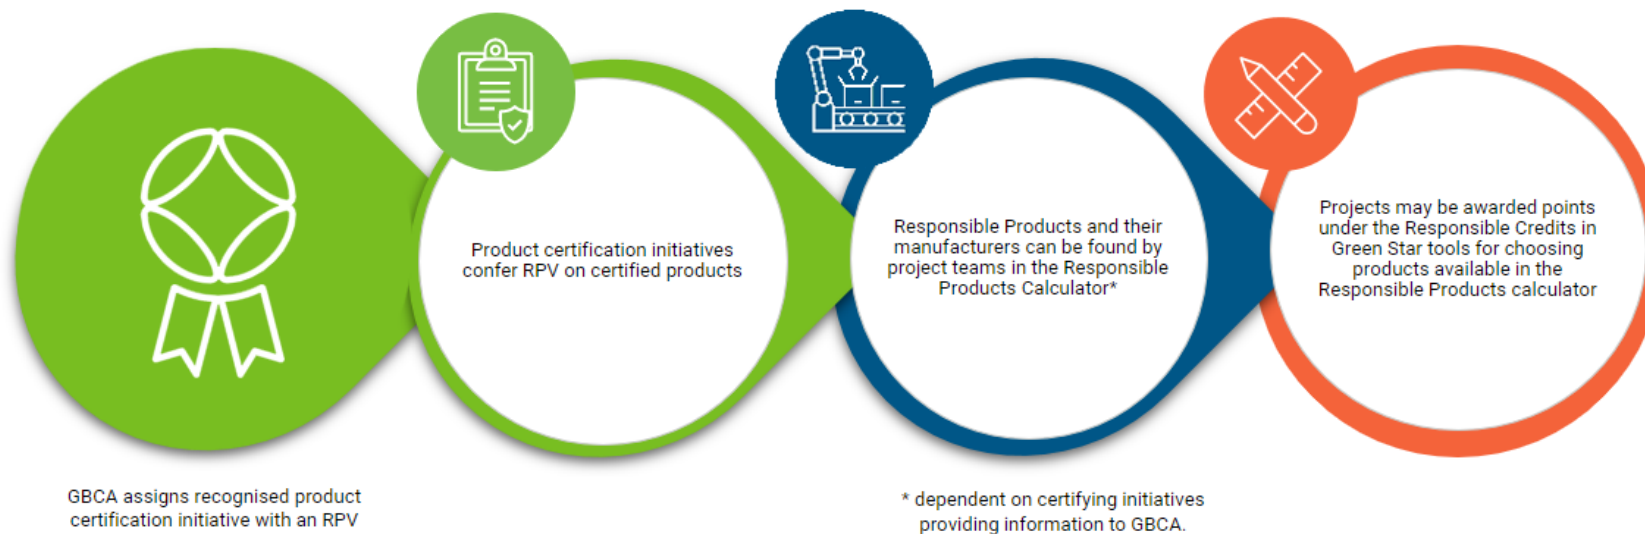 GBCA assigns recognised product
certification initiative with an RPV
Product certification initiatives
confer RPV on certified products
Responsible Products and their
manufacturers can be found by
project teams in the Responsible
Products Calculator*
* dependent on certifying initiatives
providing information to GBCA.
Projects may be awarded points
under the Responsible Credits in
Green Star tools for choosing
products available in the
Responsible Products calculator